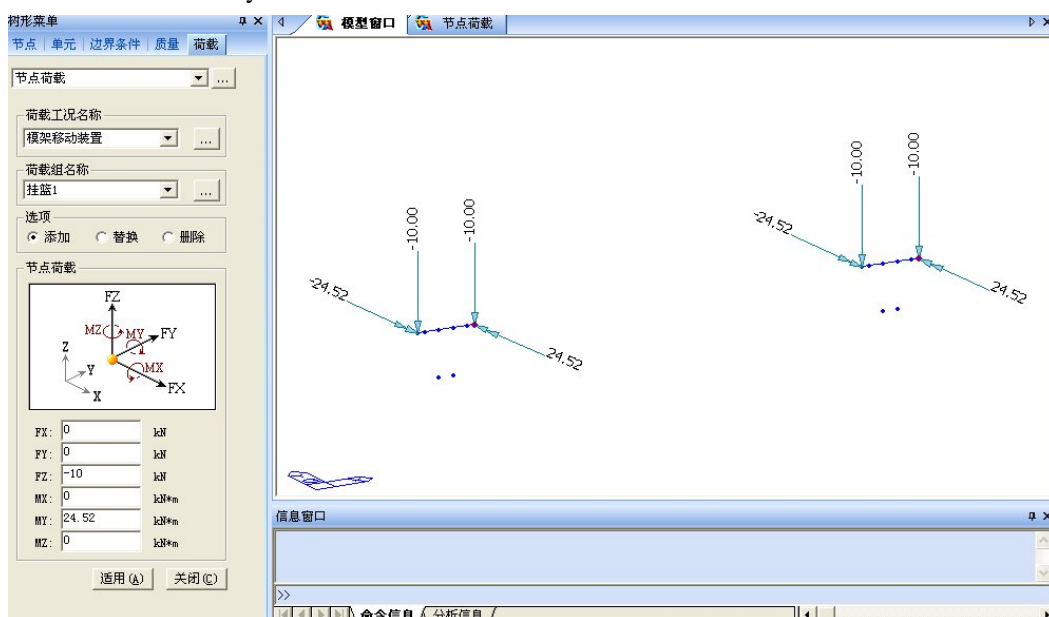 树形菜单
节点 单元 边界条件 质量 荷载
节点荷载
...
荷载工况名称
模架移动装置
...
荷载组名称
挂篮1
...
选项
添加 替换 删除
节点荷载
FZ
MZ MY FY
Z
Y
MX
X
FX
FX: 0 kN
FY: 0 kN
FZ: -10 kN
MX: 0 kN*m
MY: 24.52 kN*m
MZ: 0 kN*m
适用(A) 关闭(C)
模型窗口 节点荷载
-10.00
-10.00
-24.52
-24.52
-10.00
-10.00
-24.52
24.52
信息窗口
>>
命令信息 分析信息